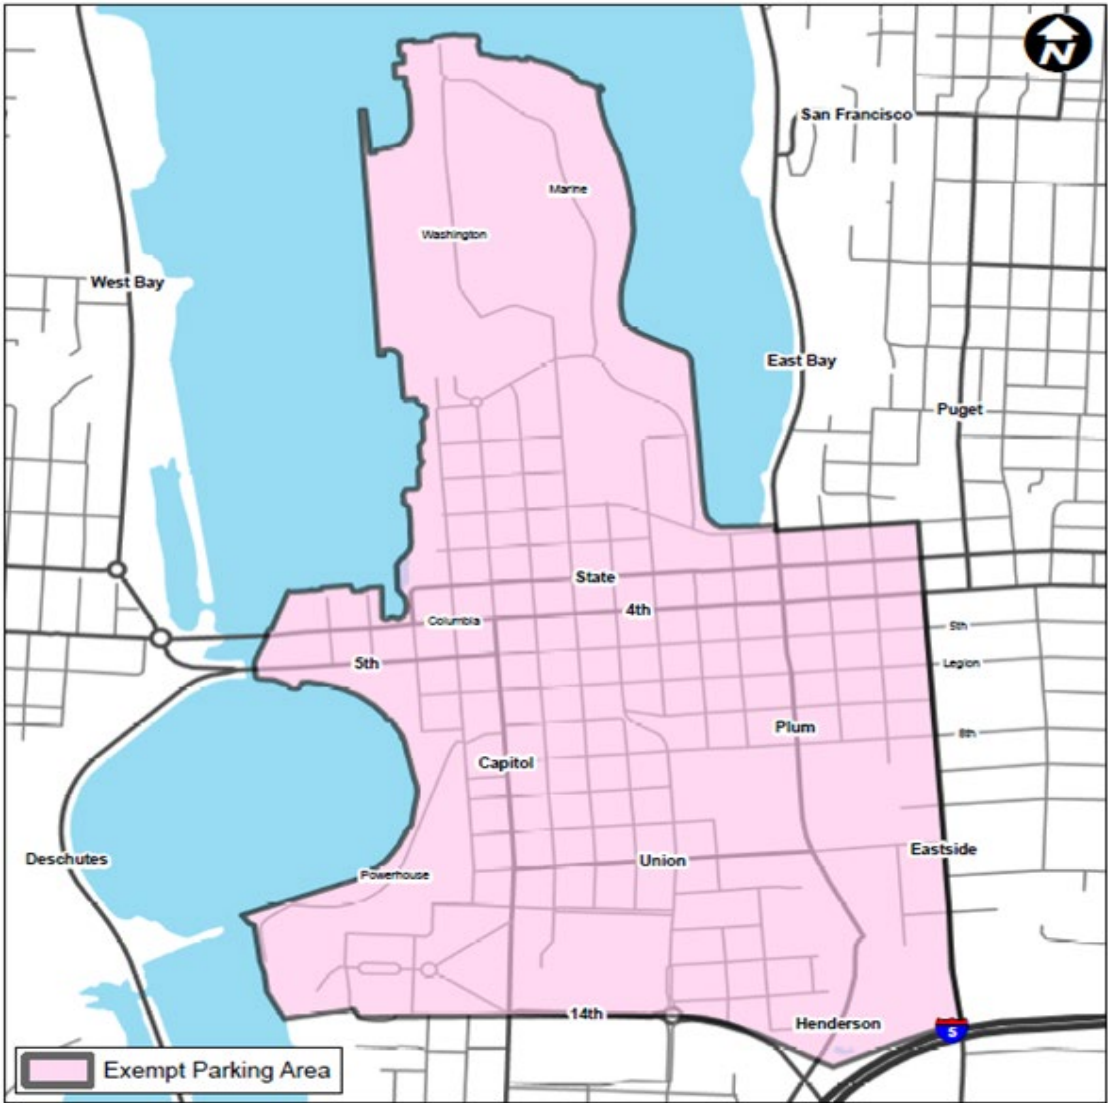 N
San Francisco
Marine
Washington
West Bay
East Bay
Puget
State
4th
Columbia
5th
5th
Legion
Plum
8th
Capitol
Eastside
Deschutes
Union
Powerhouse
14th
Henderson
5
Exempt Parking Area